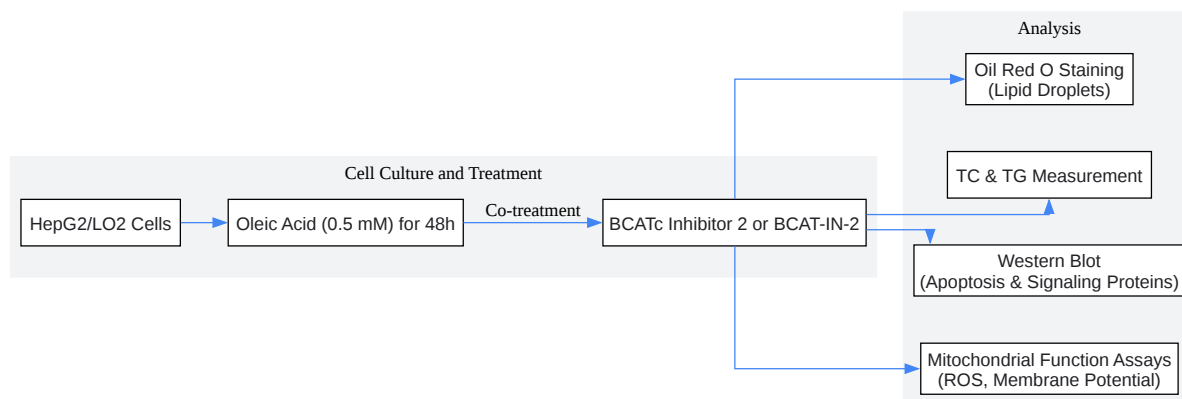 Analysis
Oil Red O Staining
(Lipid Droplets)
Cell Culture and Treatment
TC & TG Measurement
HepG2/LO2 Cells
Oleic Acid (0.5 mM) for 48h
Co-treatment
BCATc Inhibitor 2 or BCAT-IN-2
Western Blot
(Apoptosis & Signaling Proteins)
Mitochondrial Function Assays
(ROS, Membrane Potential)